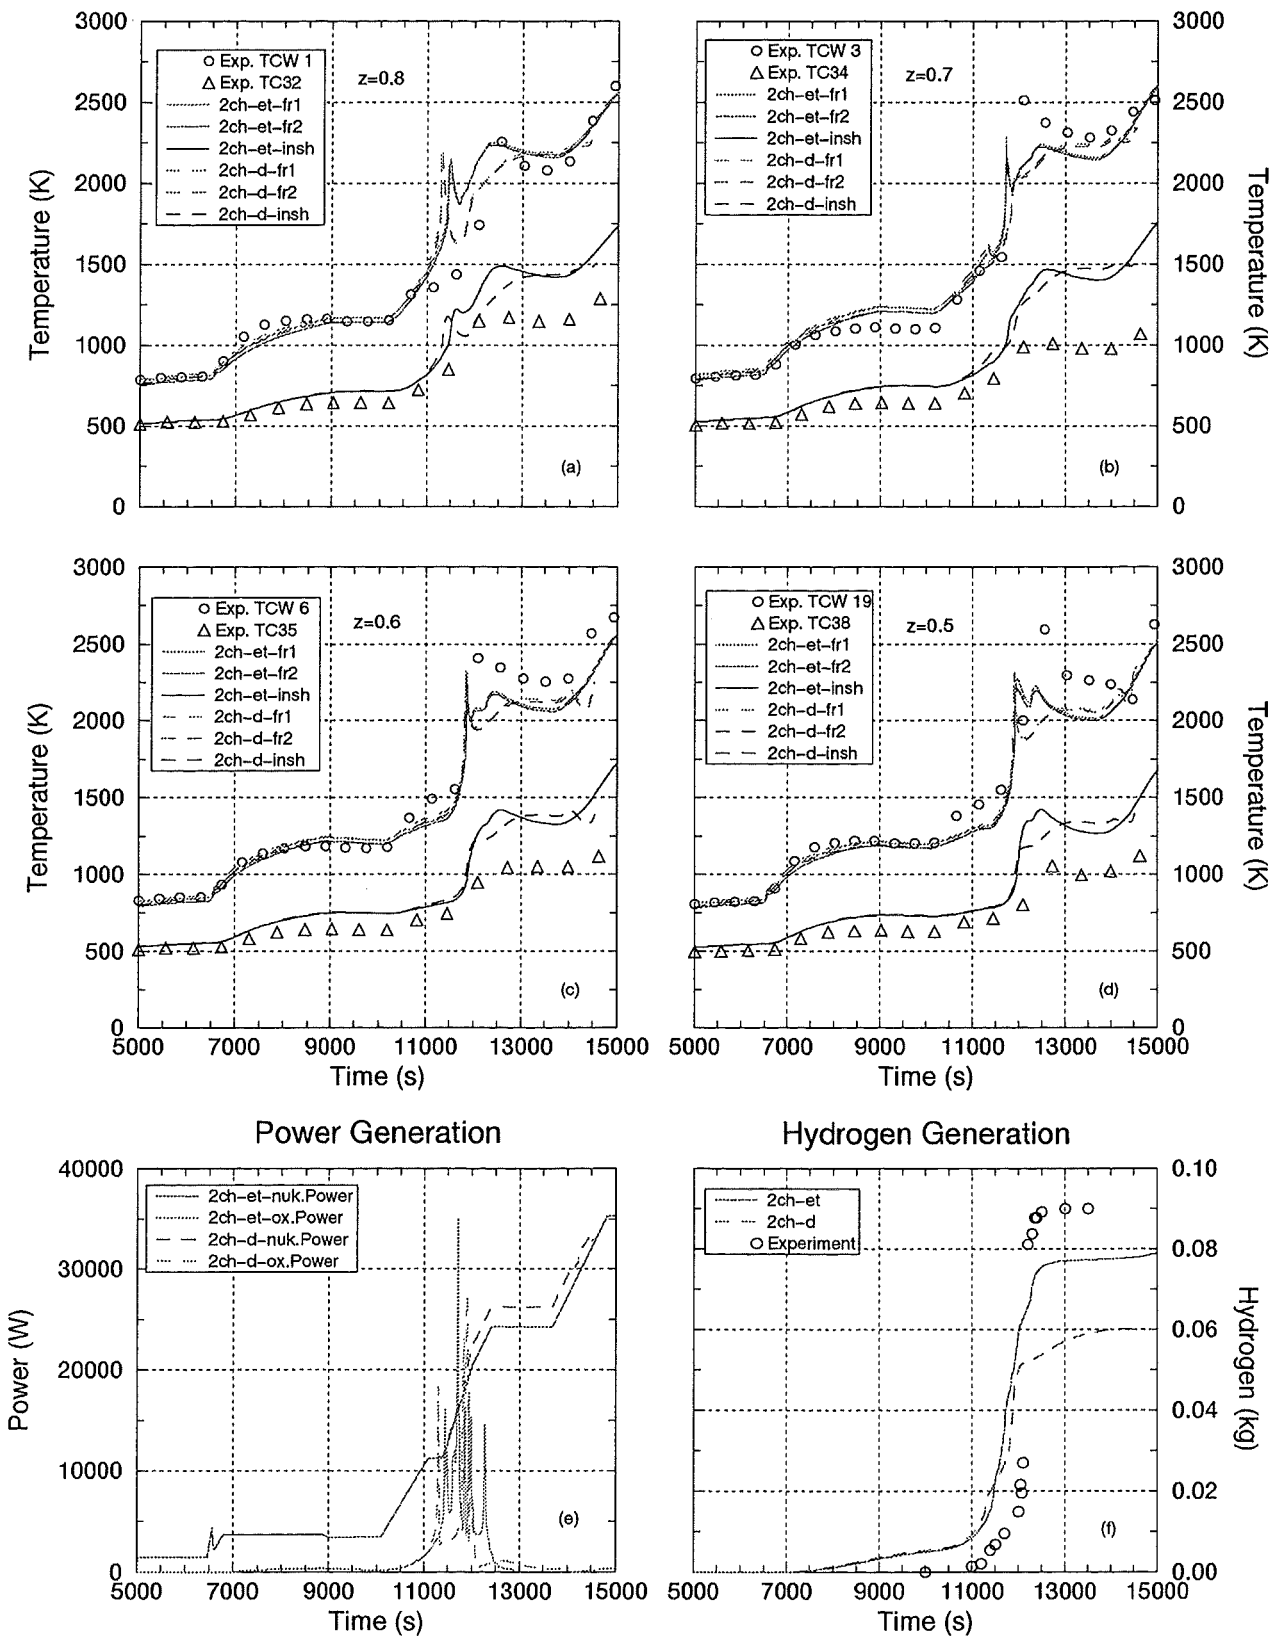 3000
2500
2000
1500
1000
500
0
Temperature (K)
Exp. TCW 1
Exp. TC32
2ch-et-fr1
2ch-et-fr2
2ch-et-insh
2ch-d-fr1
2ch-d-fr2
2ch-d-insh
z=0.8
(a)
Exp. TCW 3
Exp. TC34
2ch-et-fr1
2ch-et-fr2
2ch-et-insh
2ch-d-fr1
2ch-d-fr2
2ch-d-insh
z=0.7
(b)
3000
2500
2000
1500
1000
500
0
Temperature (K)
3000
2500
2000
1500
1000
500
0
Temperature (K)
Exp. TCW 6
Exp. TC35
2ch-et-fr1
2ch-et-fr2
2ch-et-insh
2ch-d-fr1
2ch-d-fr2
2ch-d-insh
z=0.6
(c)
5000 7000 9000 11000 13000 15000
Time (s)
Exp. TCW 19
Exp. TC38
2ch-et-fr1
2ch-et-fr2
2ch-et-insh
2ch-d-fr1
2ch-d-fr2
2ch-d-insh
z=0.5
(d)
3000
2500
2000
1500
1000
500
0
Temperature (K)
5000 7000 9000 11000 13000 15000
Time (s)
Power Generation
40000
30000
20000
10000
0
Power (W)
2ch-et-nuk.Power
2ch-et-ox.Power
2ch-d-nuk.Power
2ch-d-ox.Power
(e)
5000 7000 9000 11000 13000 15000
Time (s)
Hydrogen Generation
2ch-et
2ch-d
Experiment
(f)
0.10
0.08
0.06
0.04
0.02
0.00
Hydrogen (kg)
5000 7000 9000 11000 13000 15000
Time (s)